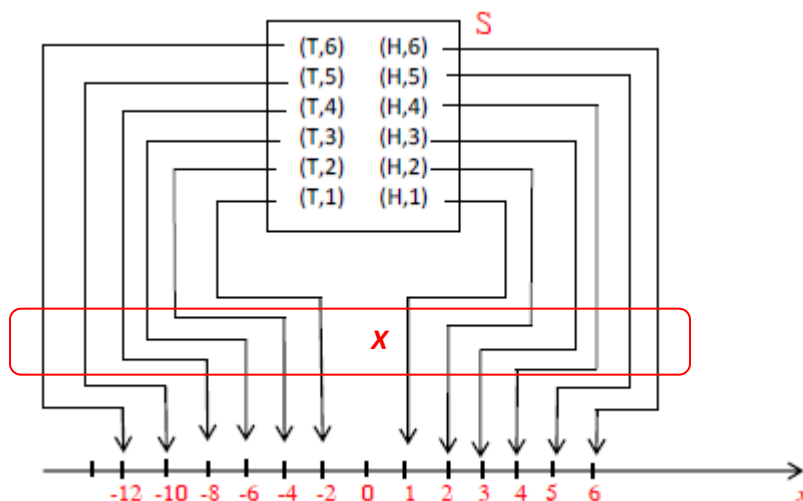 S
(T,6) (H,6)
(T,5) (H,5)
(T,4) (H,4)
(T,3) (H,3)
(T,2) (H,2)
(T,1) (H,1)
X
-12 -10 -8 -6 -4 -2 0 1 2 3 4 5 6